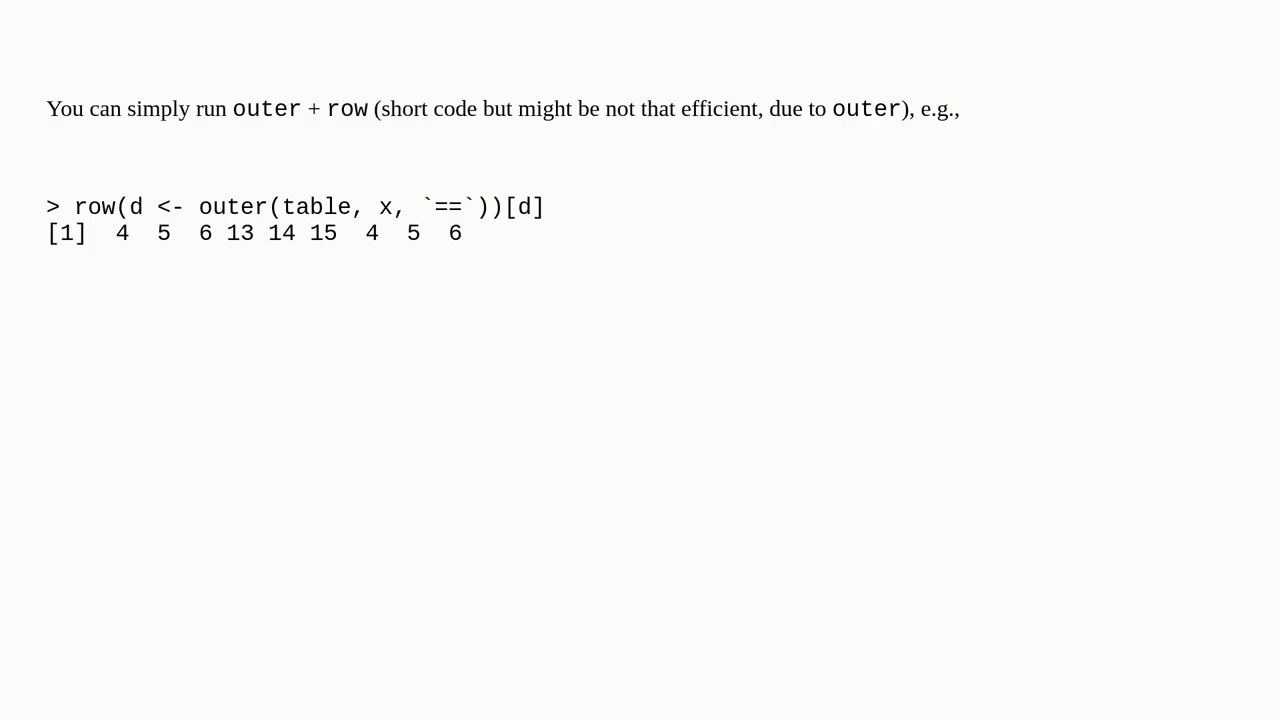 You can simply run outer + row (short code but might be not that efficient, due to outer), e.g.,
> row(d <- outer(table, x, `==`))[d]
[1]  4  5  6 13 14 15  4  5  6